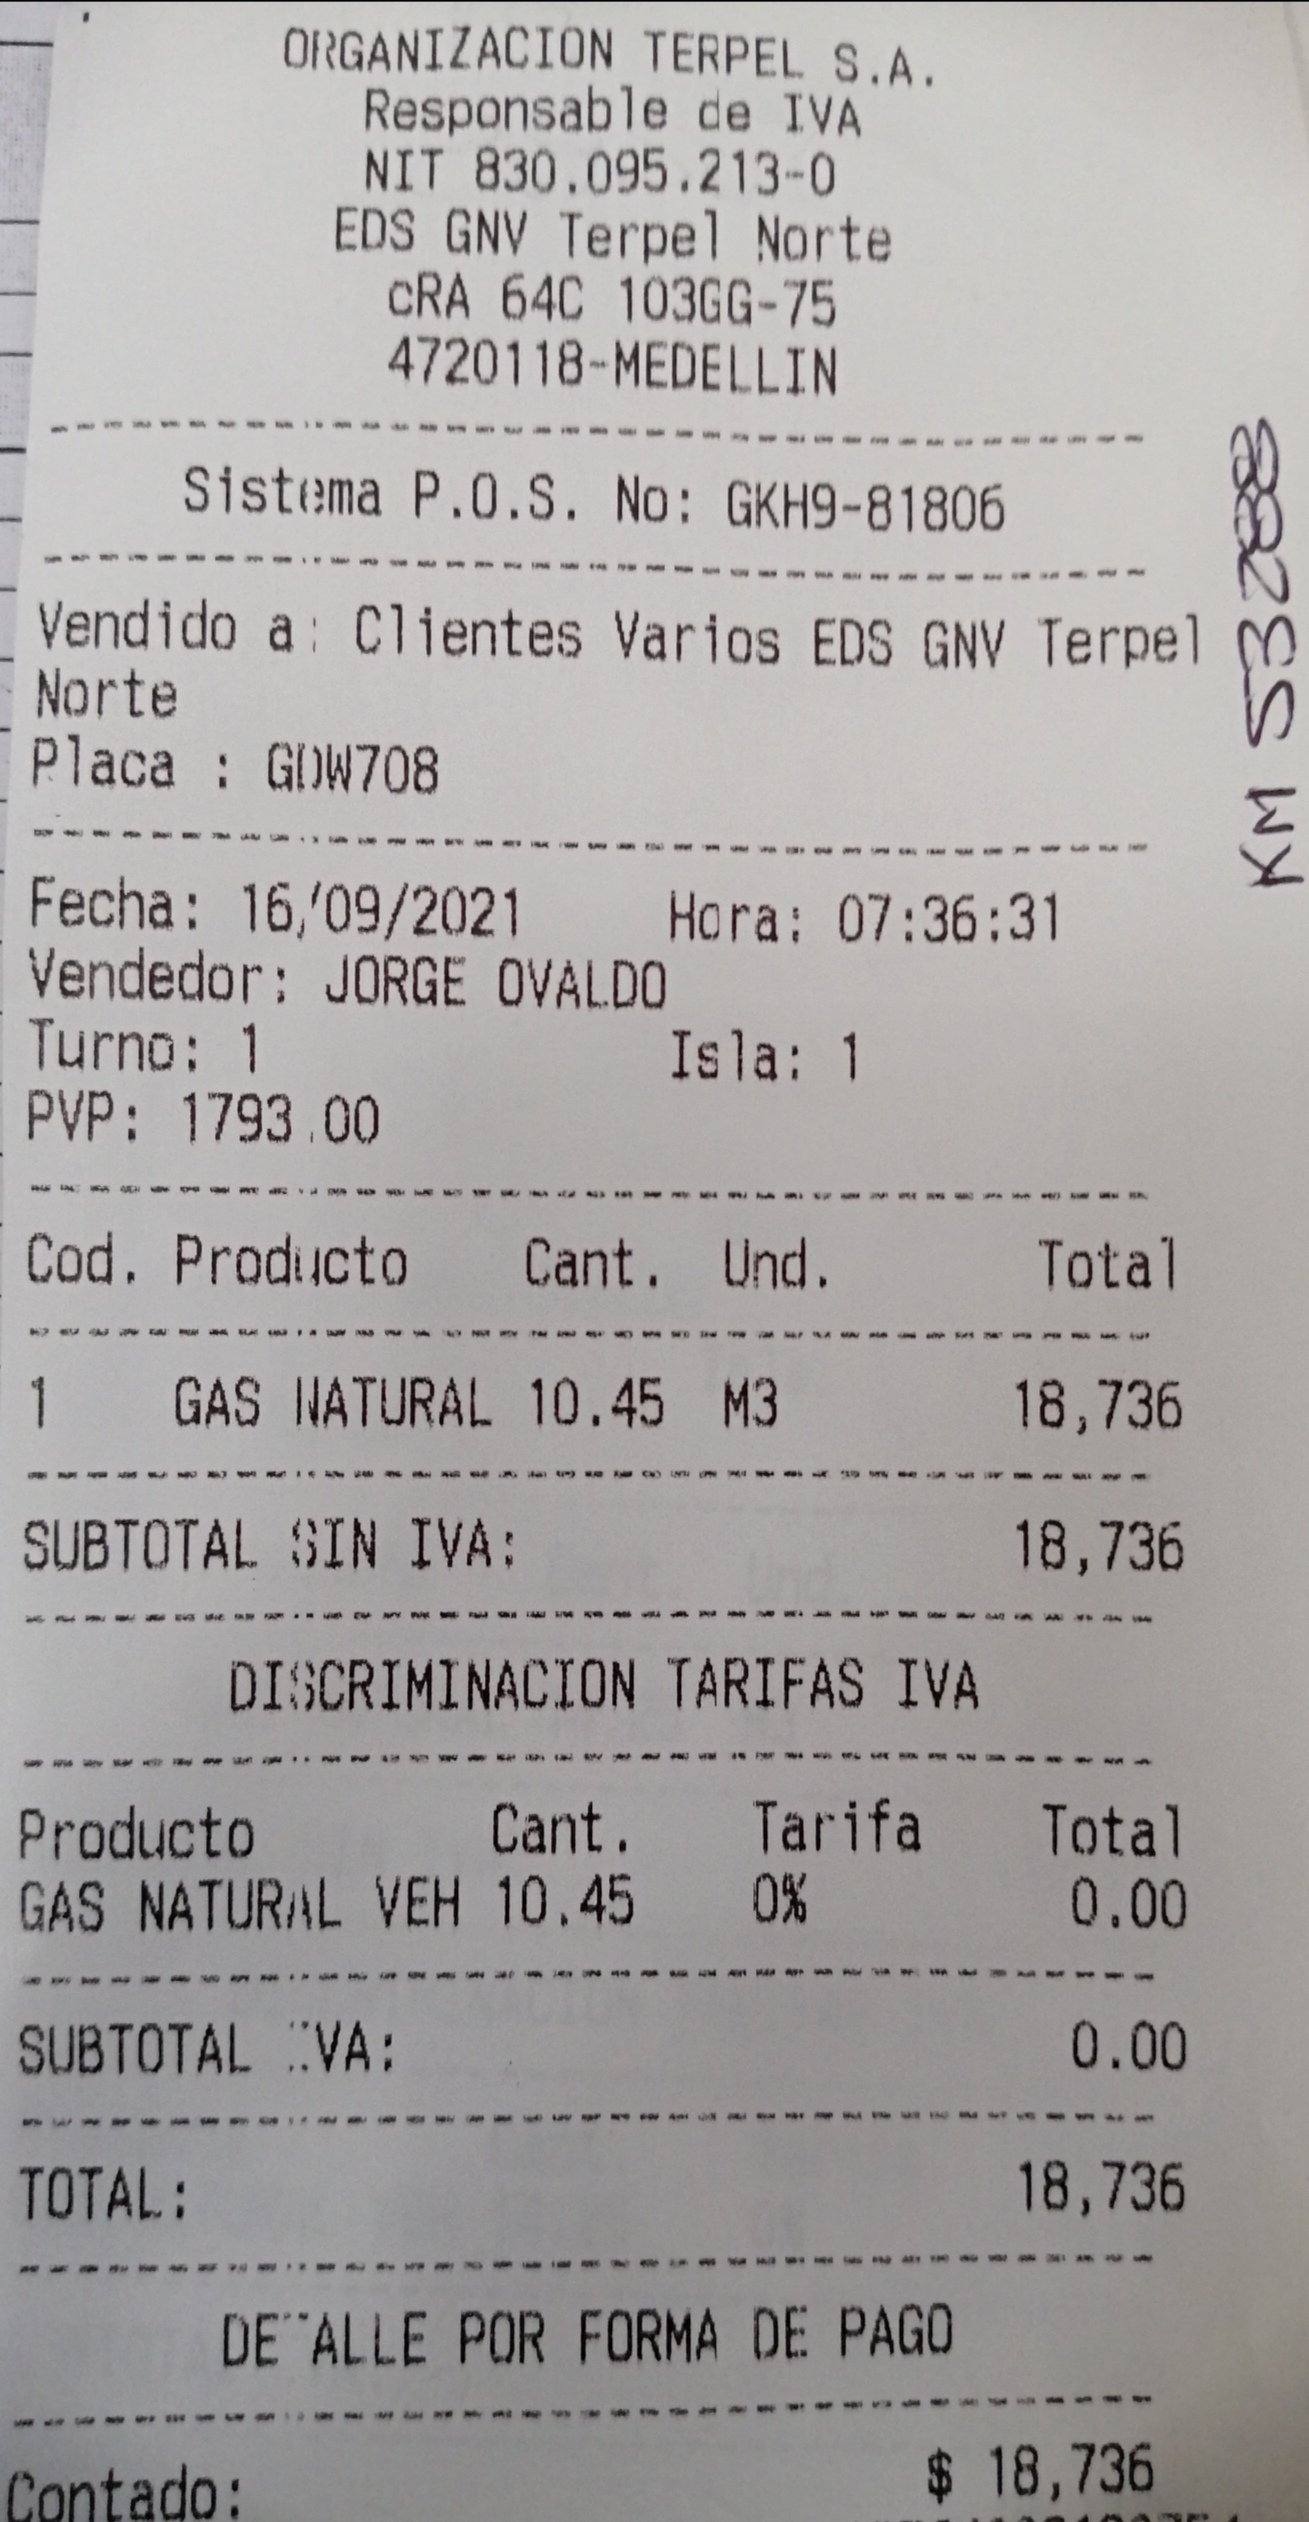 ORGANIZACION TERPEL S.A.
Responsable de IVA
NIT 830.095.213-0
EDS GNV Terpel Norte
cRA 64C 103GG-75
4720118-MEDELLIN
Sistema P.O.S. No: GKH9-81806
Vendido a: Clientes Varios EDS GNV Terpel
Norte
Placa : GDW708
Fecha: 16/09/2021 Hora: 07:36:31
Vendedor: JORGE OVALDO
Turno: 1 Isla: 1
PVP: 1793.00
Cod. Producto Cant. Und. Total
1 GAS NATURAL 10.45 M3 18,736
SUBTOTAL SIN IVA: 18,736
DISCRIMINACION TARIFAS IVA
Producto Cant. Tarifa Total
GAS NATURAL VEH 10.45 0% 0.00
SUBTOTAL IVA: 0.00
TOTAL: 18,736
DETALLE POR FORMA DE PAGO
Contado: $ 18,736
KM